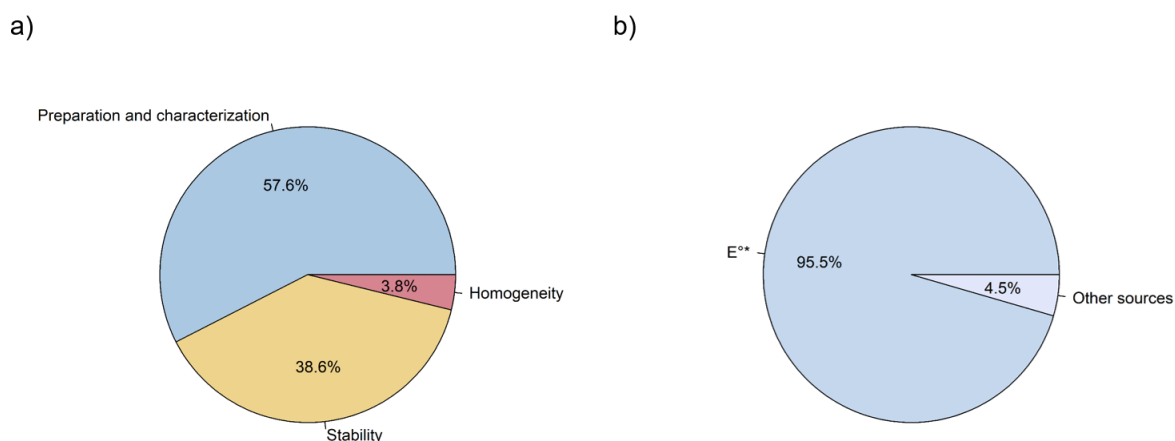 a)
b)
Preparation and characterization
57.6%
3.8%
Homogeneity
38.6%
Stability
E°*
95.5%
4.5%
Other sources